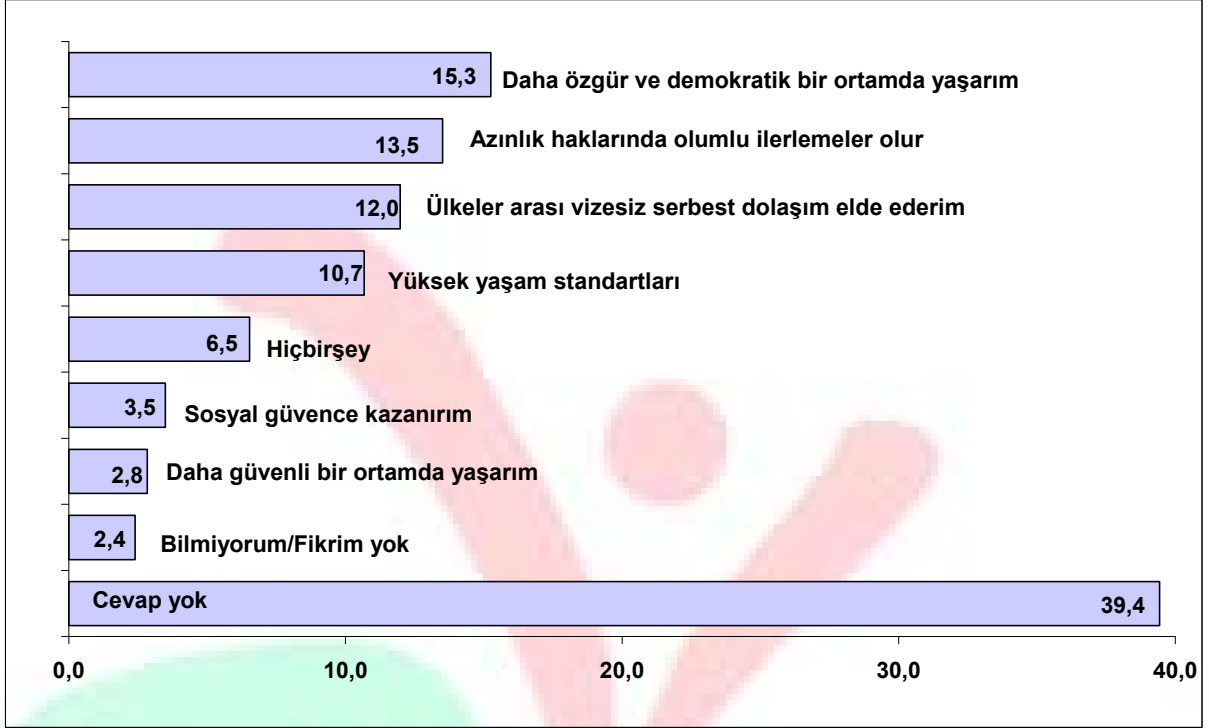 15,3 Daha özgür ve demokratik bir ortamda yaşarım
13,5 Azınlık haklarında olumlu ilerlemeler olur
12,0 Ülkeler arası vizesiz serbest dolaşım elde ederim
10,7 Yüksek yaşam standartları
6,5 Hiçbirşey
3,5 Sosyal güvence kazanırım
2,8 Daha güvenli bir ortamda yaşarım
2,4 Bilmiyorum/Fikrim yok
Cevap yok 39,4
0,0 10,0 20,0 30,0 40,0